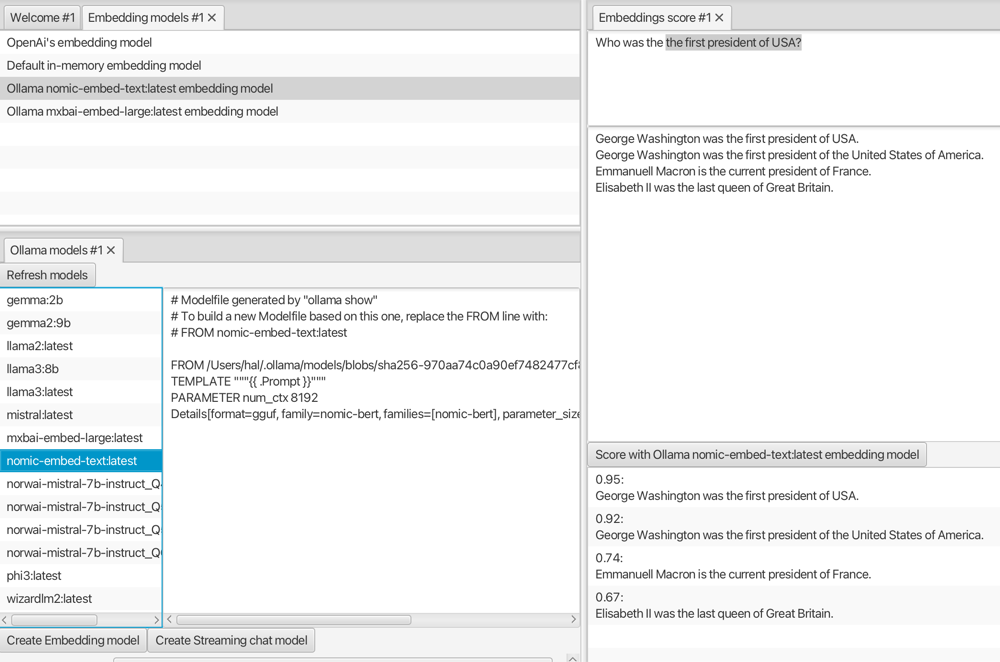 Welcome #1
Embedding models #1
OpenAi's embedding model
Default in-memory embedding model
Ollama nomic-embed-text:latest embedding model
Ollama mxbai-embed-large:latest embedding model
Ollama models #1
Refresh models
gemma:2b
gemma2:9b
llama2:latest
llama3:8b
llama3:latest
mistral:latest
mxbai-embed-large:latest
nomic-embed-text:latest
norwai-mistral-7b-instruct_Q
norwai-mistral-7b-instruct_Q
norwai-mistral-7b-instruct_Q
norwai-mistral-7b-instruct_Q
phi3:latest
wizardlm2:latest
# Modelfile generated by "ollama show"
# To build a new Modelfile based on this one, replace the FROM line with:
# FROM nomic-embed-text:latest
FROM /Users/hal/.ollama/models/blobs/sha256-970aa74c0a90ef7482477cf8
TEMPLATE """{{ .Prompt }}"""
PARAMETER num_ctx 8192
Details[format=gguf, family=nomic-bert, families=[nomic-bert], parameter_size
Create Embedding model
Create Streaming chat model
Embeddings score #1
Who was the the first president of USA?
George Washington was the first president of USA.
George Washington was the first president of the United States of America.
Emmanuell Macron is the current president of France.
Elisabeth II was the last queen of Great Britain.
Score with Ollama nomic-embed-text:latest embedding model
0.95:
George Washington was the first president of USA.
0.92:
George Washington was the first president of the United States of America.
0.74:
Emmanuell Macron is the current president of France.
0.67:
Elisabeth II was the last queen of Great Britain.